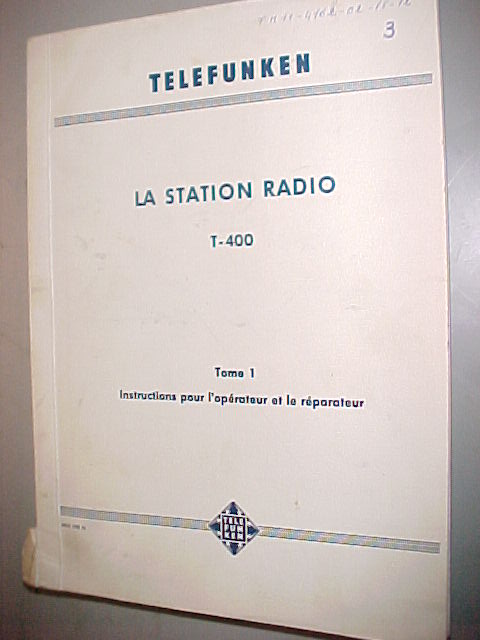 3
TELEFUNKEN
LA STATION RADIO
T-400
Tome 1
Instructions pour l'opérateur et le réparateur
TELE
FUN
KEN